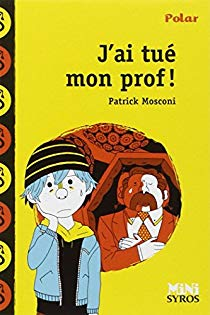 Polar
J'ai tué
mon prof !
Patrick Mosconi
MiNi
SYROS